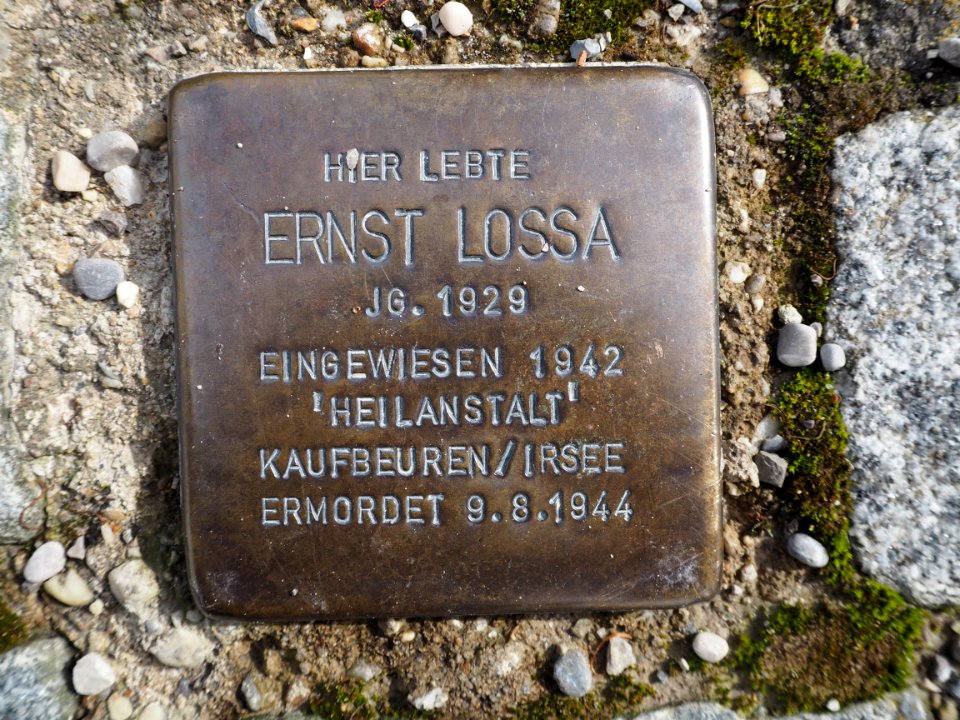 HIER LEBTE
ERNST LOSSA
JG. 1929
EINGEWIESEN 1942
'HEILANSTALT'
KAUFBEUREN/IRSEE
ERMORDET 9.8.1944